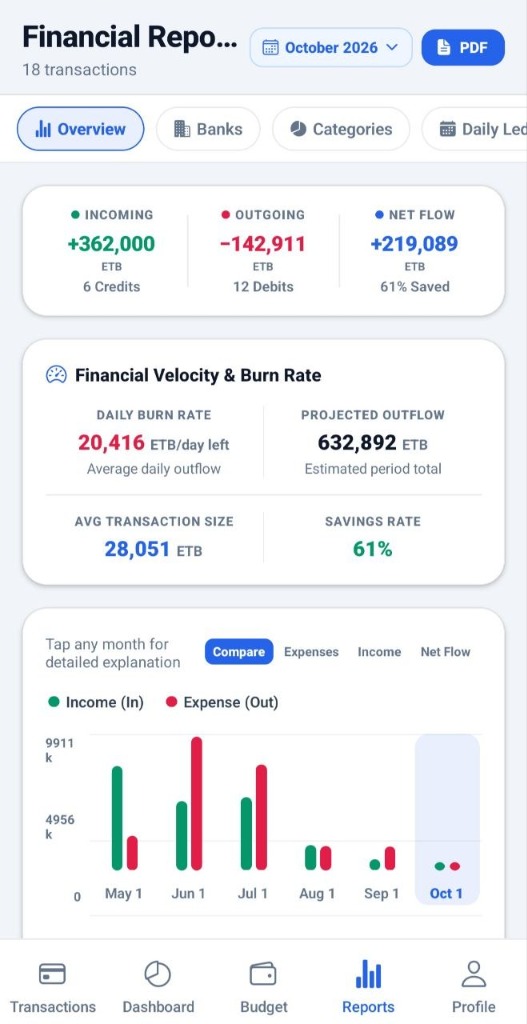 Financial Repo...
October 2026
PDF
18 transactions
Overview
Banks
Categories
Daily Led
INCOMING
OUTGOING
NET FLOW
+362,000
−142,911
+219,089
ETB
ETB
ETB
6 Credits
12 Debits
61% Saved
Financial Velocity & Burn Rate
DAILY BURN RATE
PROJECTED OUTFLOW
20,416 ETB/day left
632,892 ETB
Average daily outflow
Estimated period total
AVG TRANSACTION SIZE
SAVINGS RATE
28,051 ETB
61%
Tap any month for
detailed explanation
Compare
Expenses
Income
Net Flow
Income (In)
Expense (Out)
9911
k
4956
k
0
May 1
Jun 1
Jul 1
Aug 1
Sep 1
Oct 1
Transactions
Dashboard
Budget
Reports
Profile